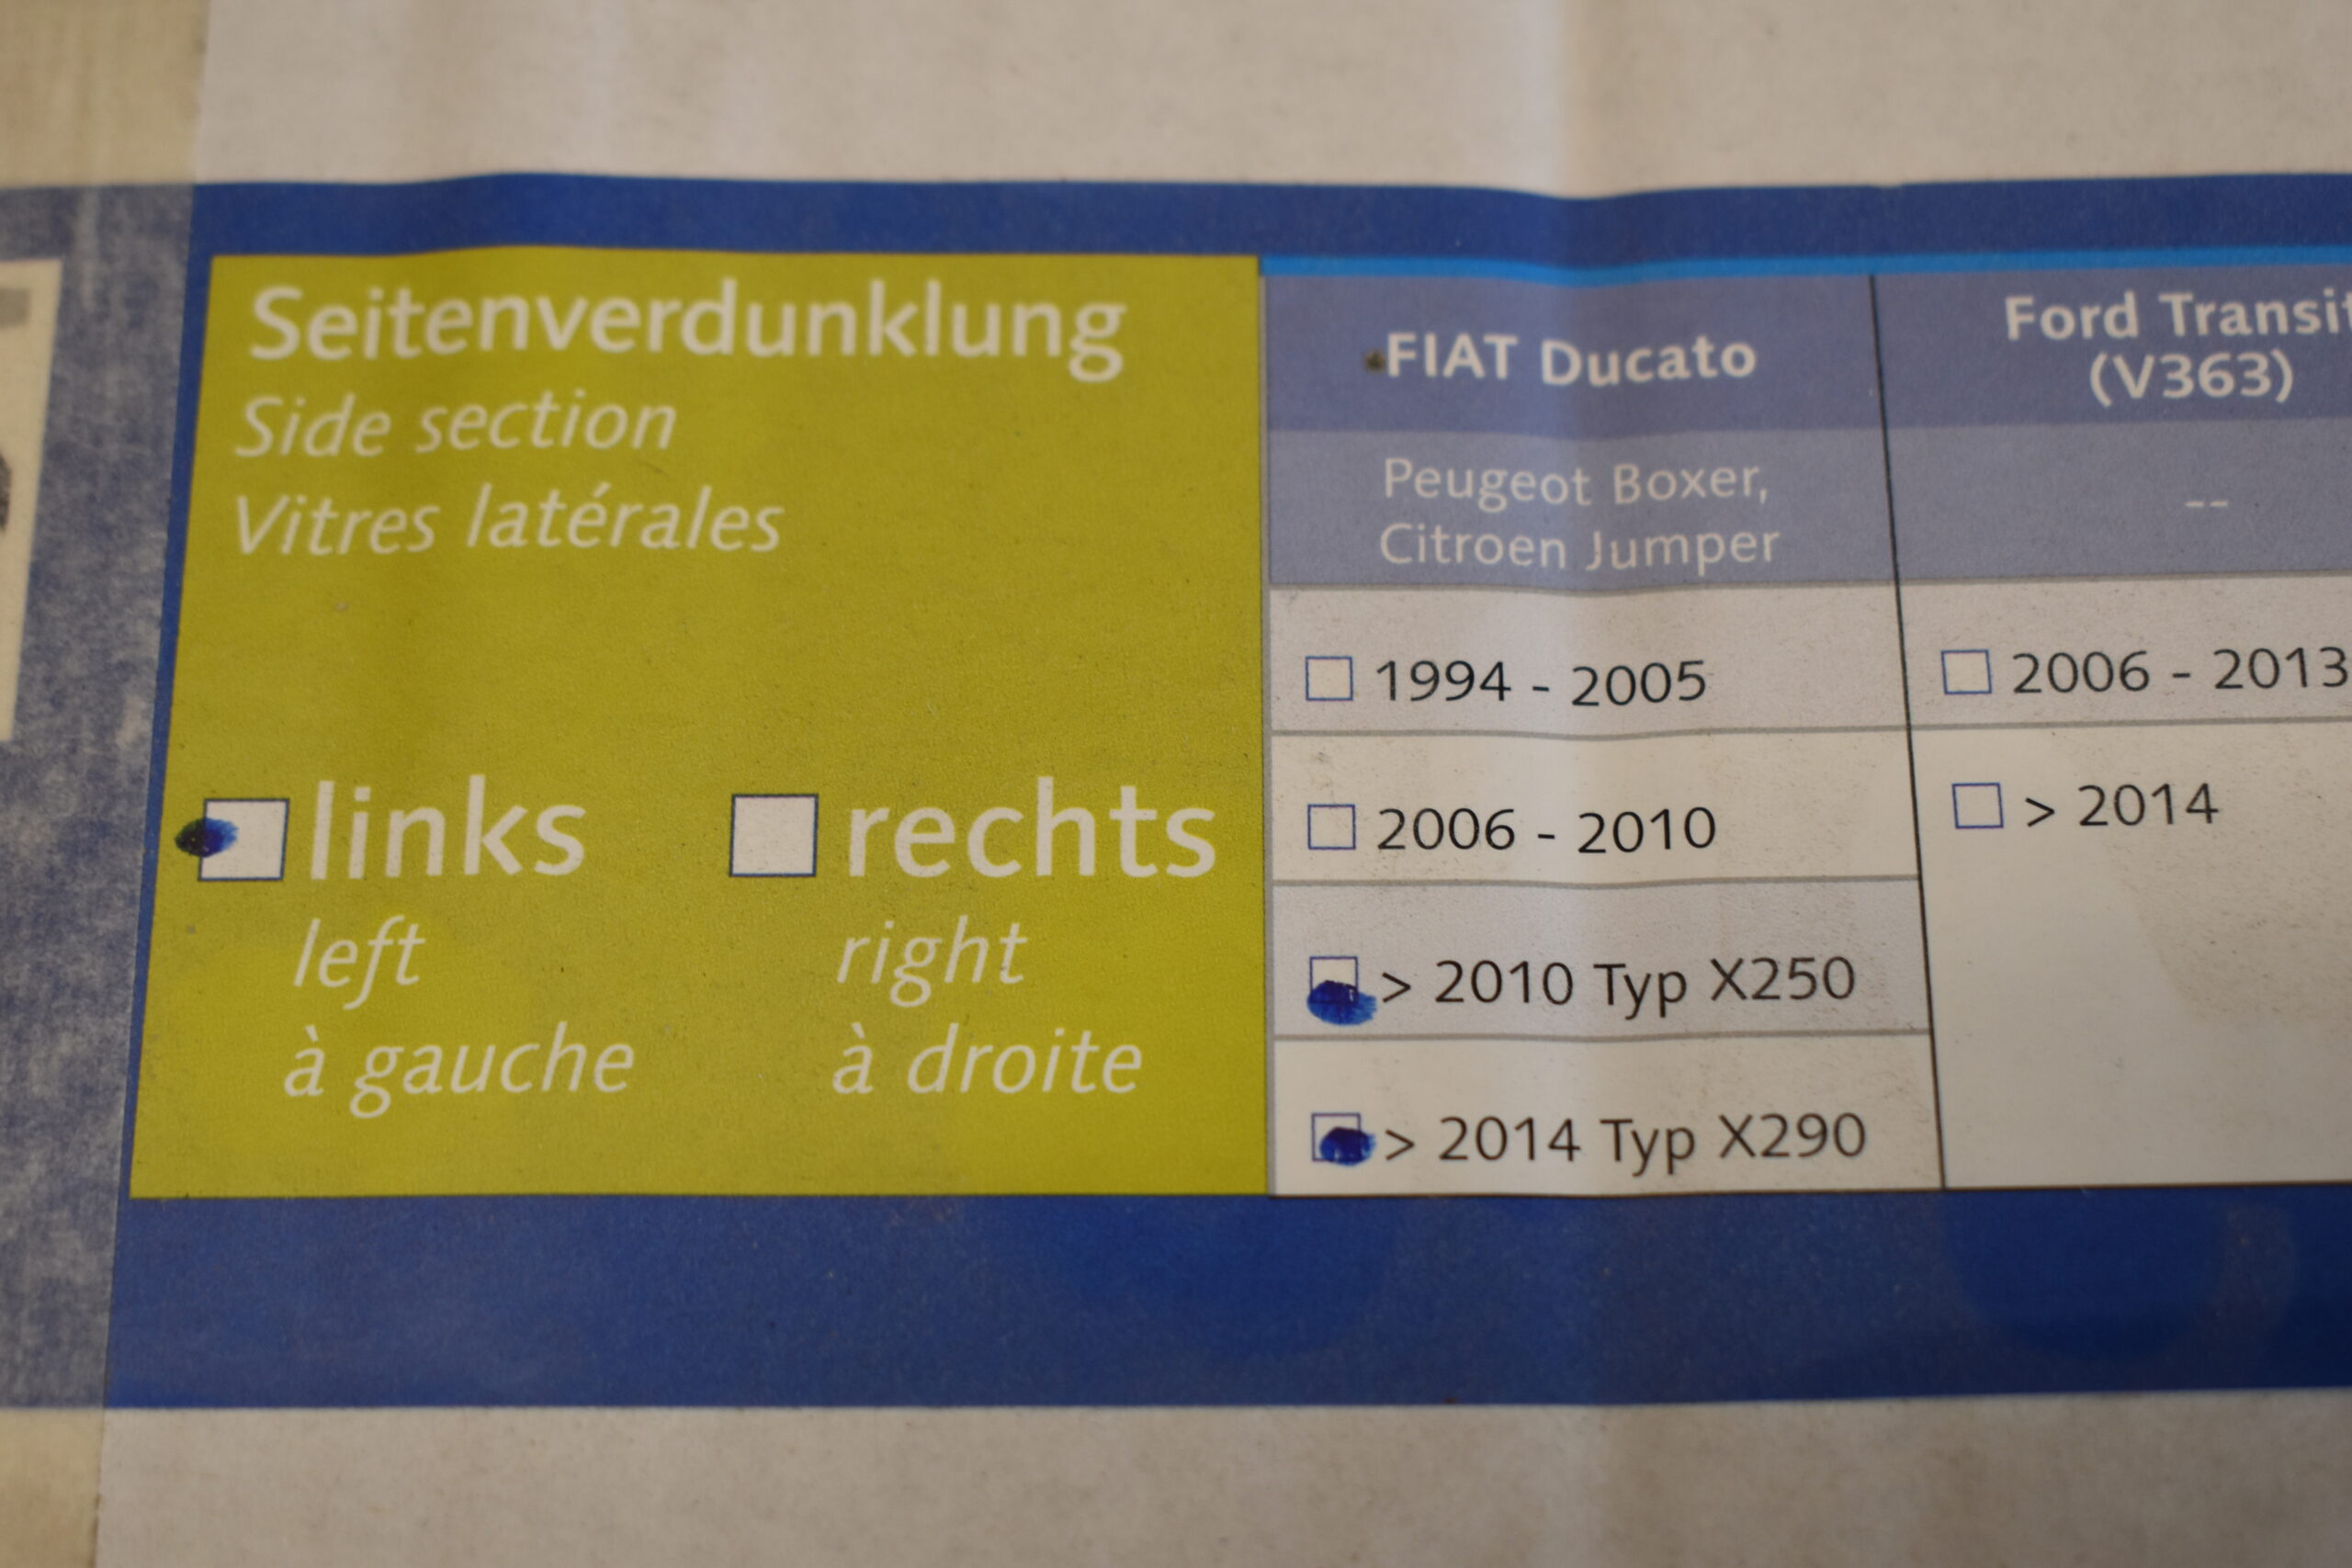 Seitenverdunklung
Side section
Vitres latérales
links
rechts
left
right
à gauche
à droite
FIAT Ducato
Peugeot Boxer,
Citroen Jumper
1994 - 2005
2006 - 2010
> 2010 Typ X250
> 2014 Typ X290
Ford Transit
(V363)
--
2006 - 2013
> 2014